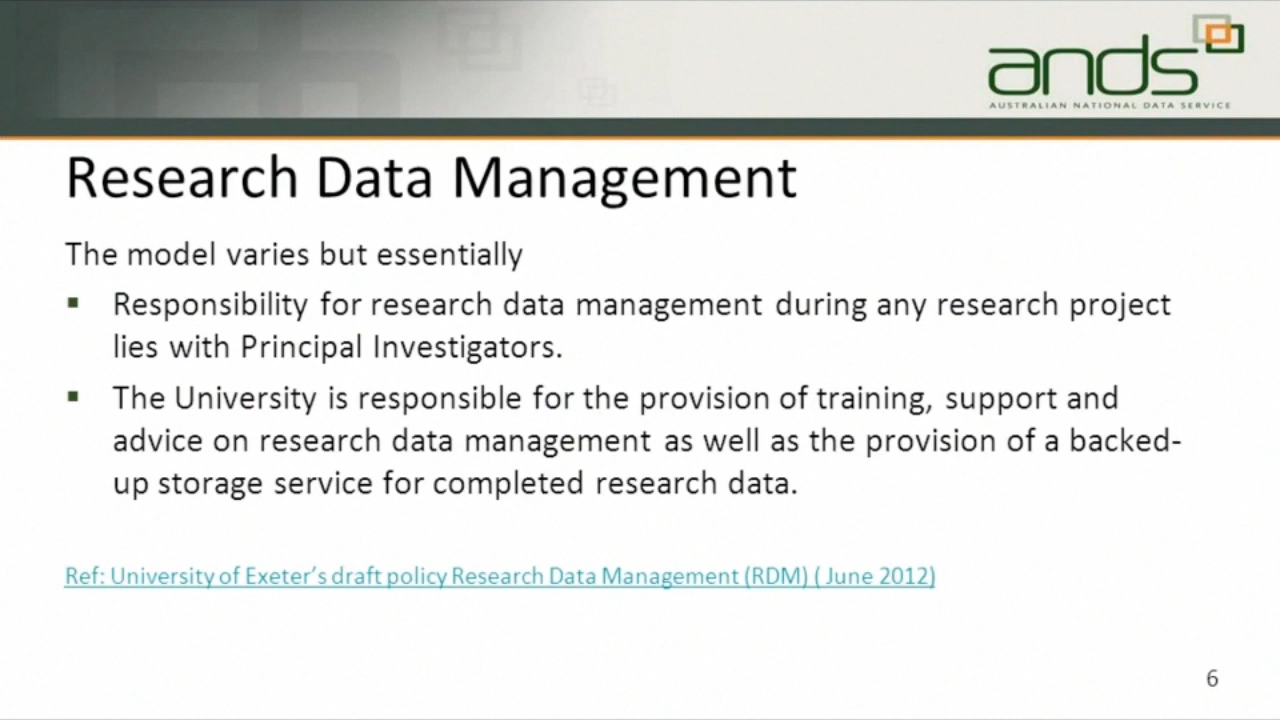 ands
AUSTRALIAN NATIONAL DATA SERVICE
Research Data Management
The model varies but essentially
▪ Responsibility for research data management during any research project
lies with Principal Investigators.
▪ The University is responsible for the provision of training, support and
advice on research data management as well as the provision of a backed-
up storage service for completed research data.
Ref: University of Exeter’s draft policy Research Data Management (RDM) ( June 2012)
6